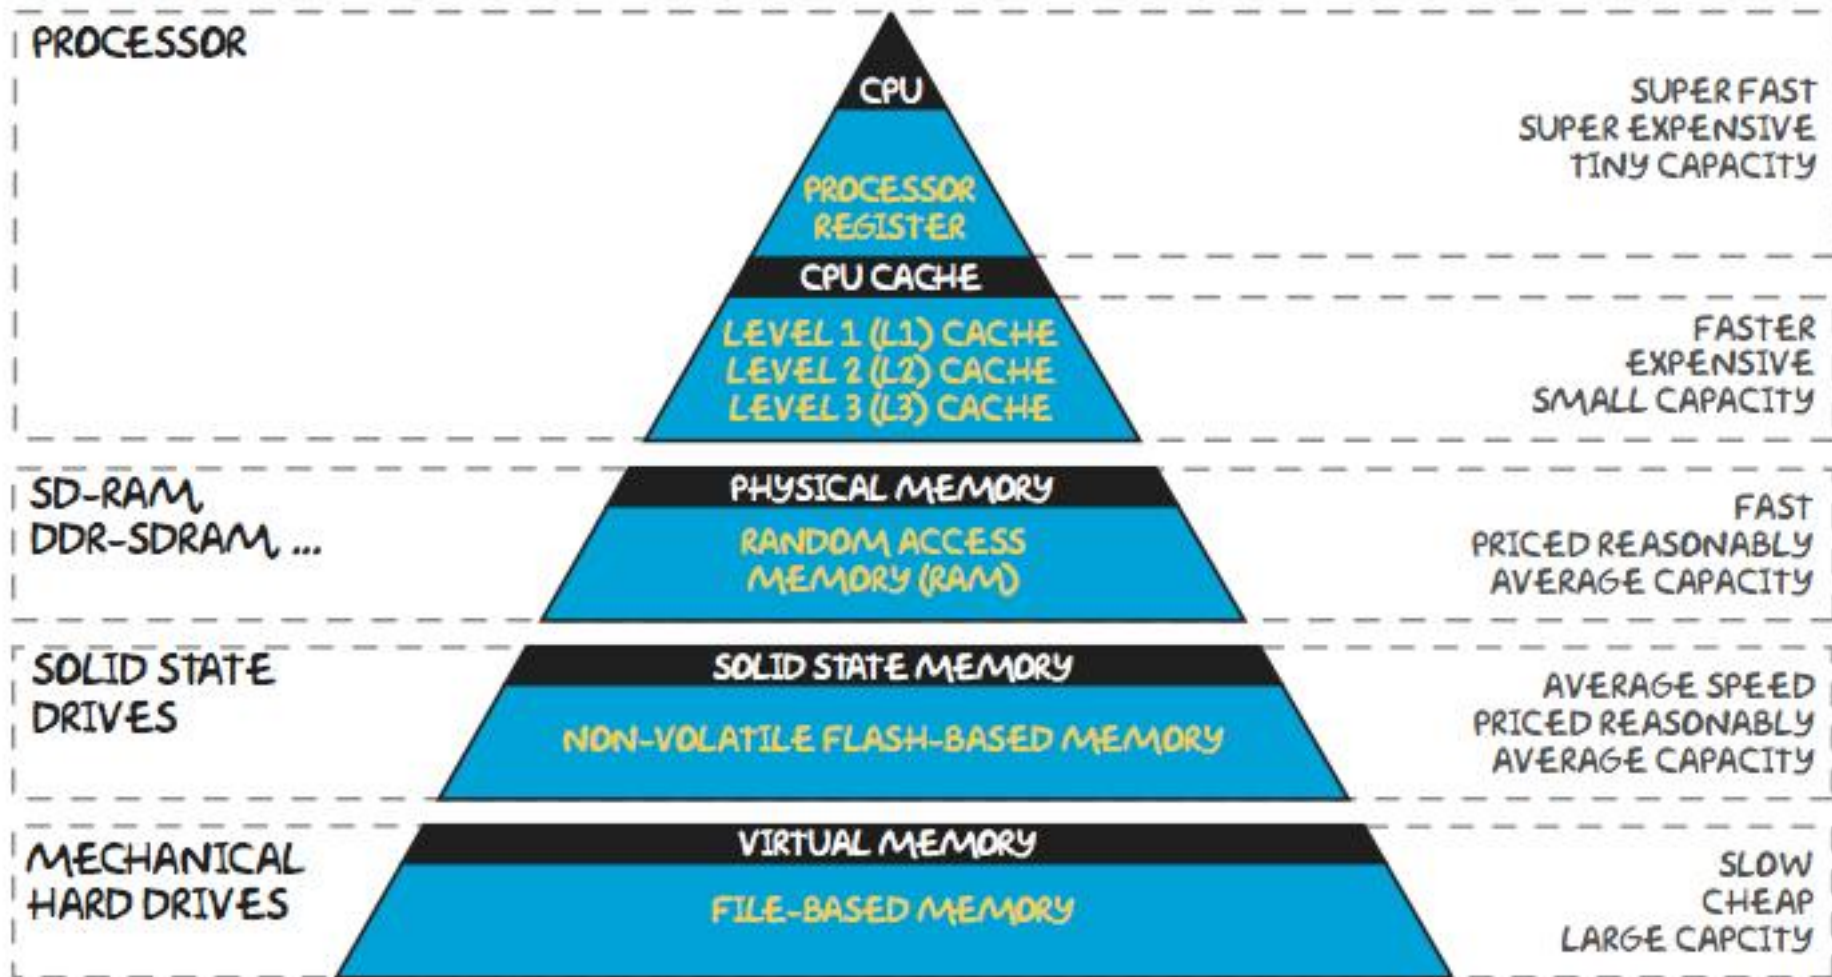 PROCESSOR
CPU
SUPER FAST
SUPER EXPENSIVE
TINY CAPACITY
PROCESSOR
REGISTER
CPU CACHE
LEVEL 1 (L1) CACHE
LEVEL 2 (L2) CACHE
LEVEL 3 (L3) CACHE
FASTER
EXPENSIVE
SMALL CAPACITY
SD-RAM,
DDR-SDRAM, ...
PHYSICAL MEMORY
RANDOM ACCESS
MEMORY (RAM)
FAST
PRICED REASONABLY
AVERAGE CAPACITY
SOLID STATE
DRIVES
SOLID STATE MEMORY
NON-VOLATILE FLASH-BASED MEMORY
AVERAGE SPEED
PRICED REASONABLY
AVERAGE CAPACITY
MECHANICAL
HARD DRIVES
VIRTUAL MEMORY
FILE-BASED MEMORY
SLOW
CHEAP
LARGE CAPCITY